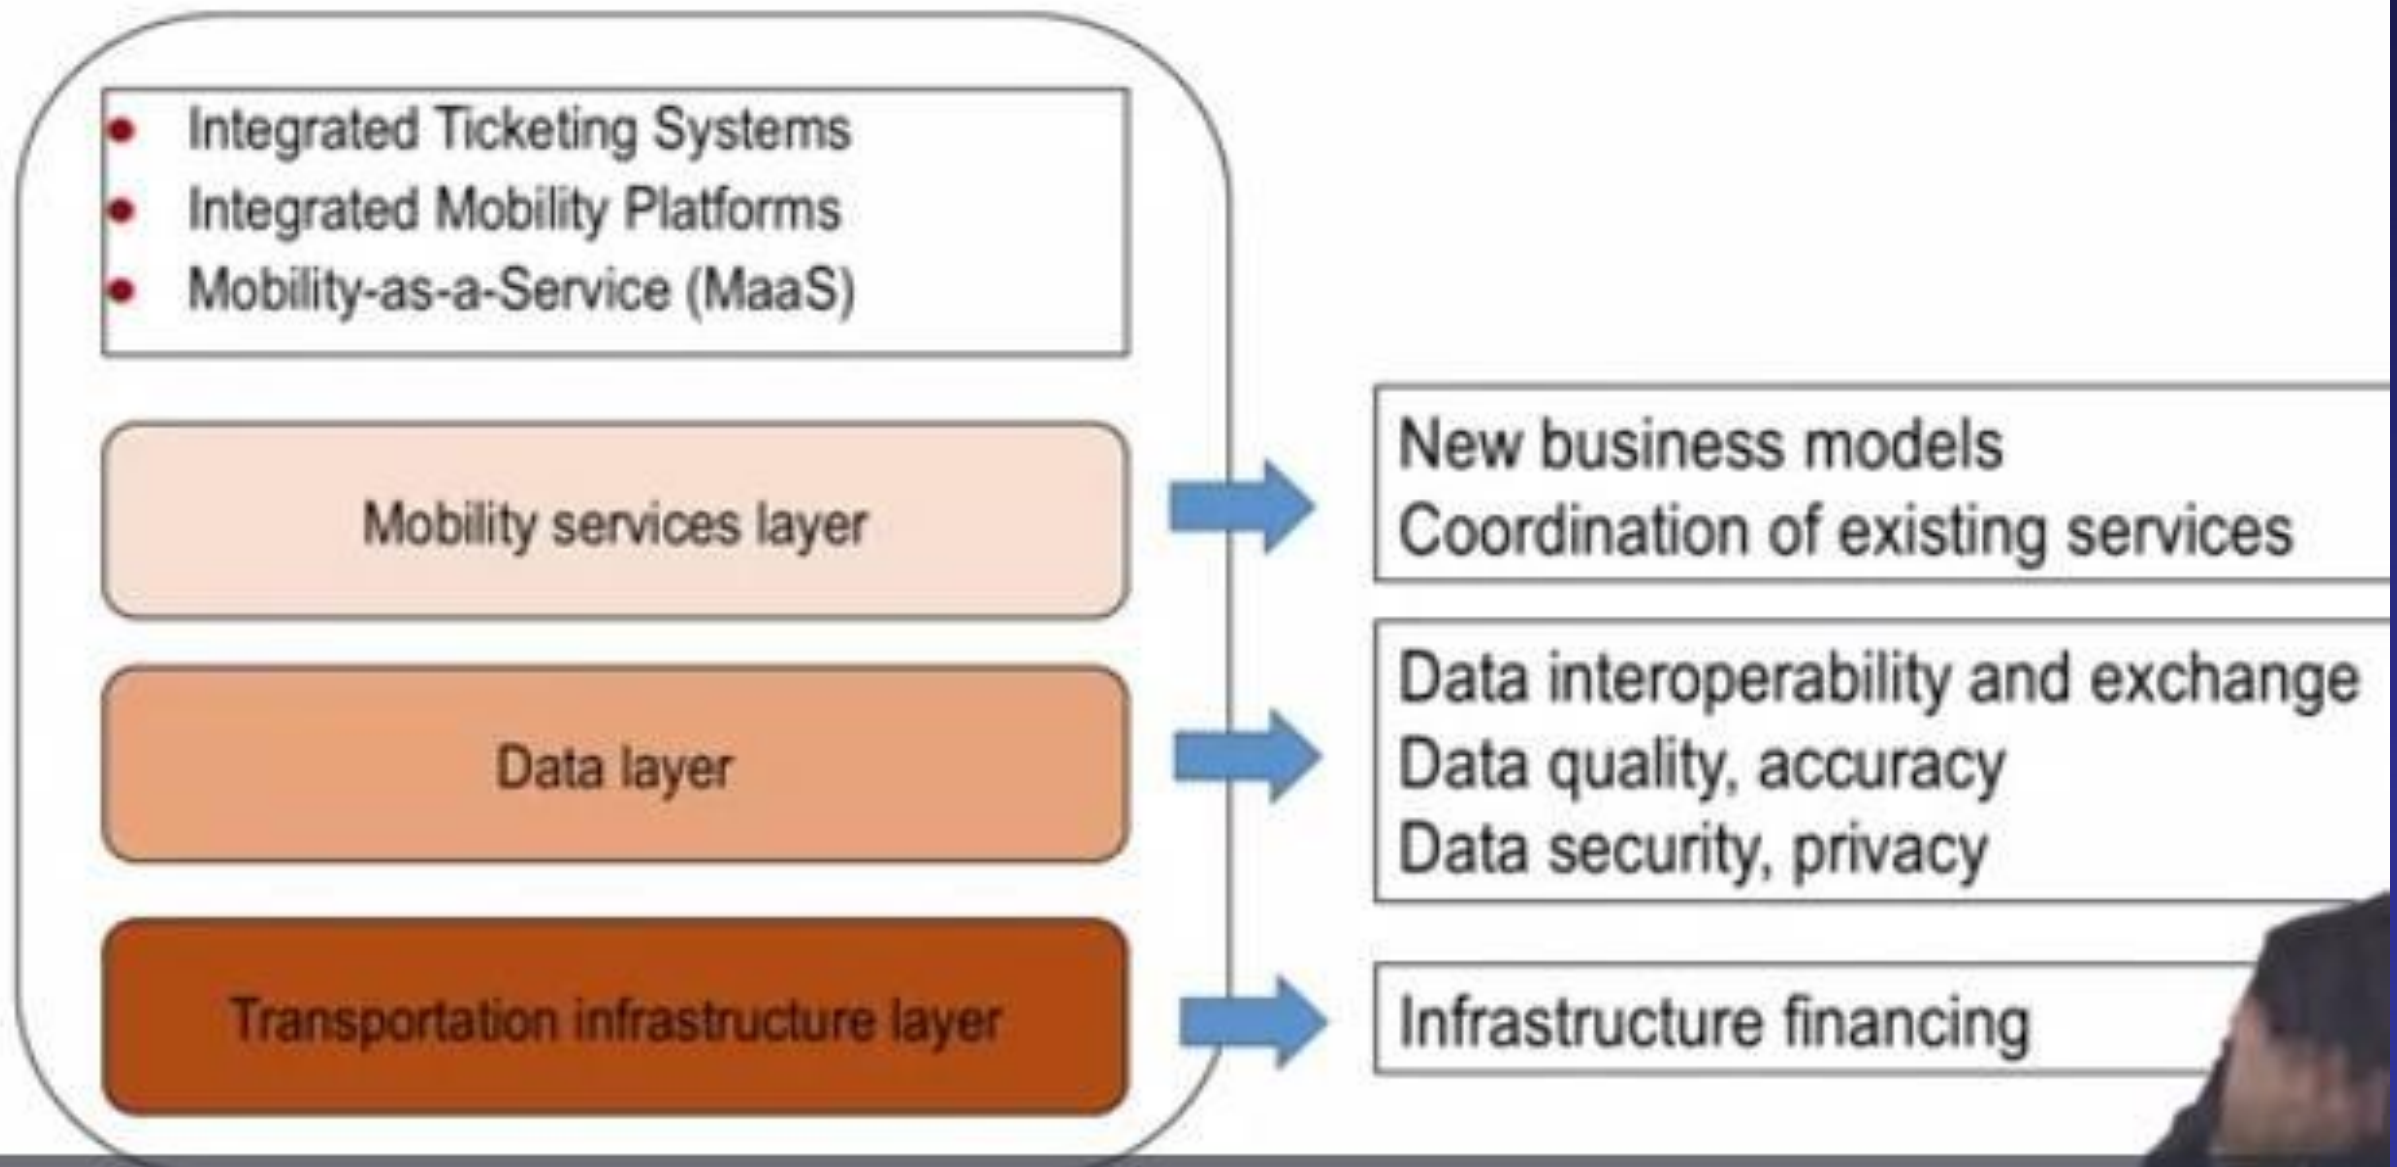 Integrated Ticketing Systems
Integrated Mobility Platforms
Mobility-as-a-Service (MaaS)
Mobility services layer
New business models
Coordination of existing services
Data layer
Data interoperability and exchange
Data quality, accuracy
Data security, privacy
Transportation infrastructure layer
Infrastructure financing